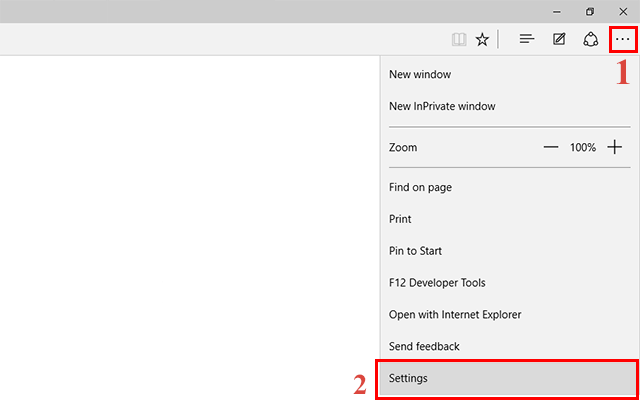 1
New window
New InPrivate window
Zoom 100%
Find on page
Print
Pin to Start
F12 Developer Tools
Open with Internet Explorer
Send feedback
2 Settings